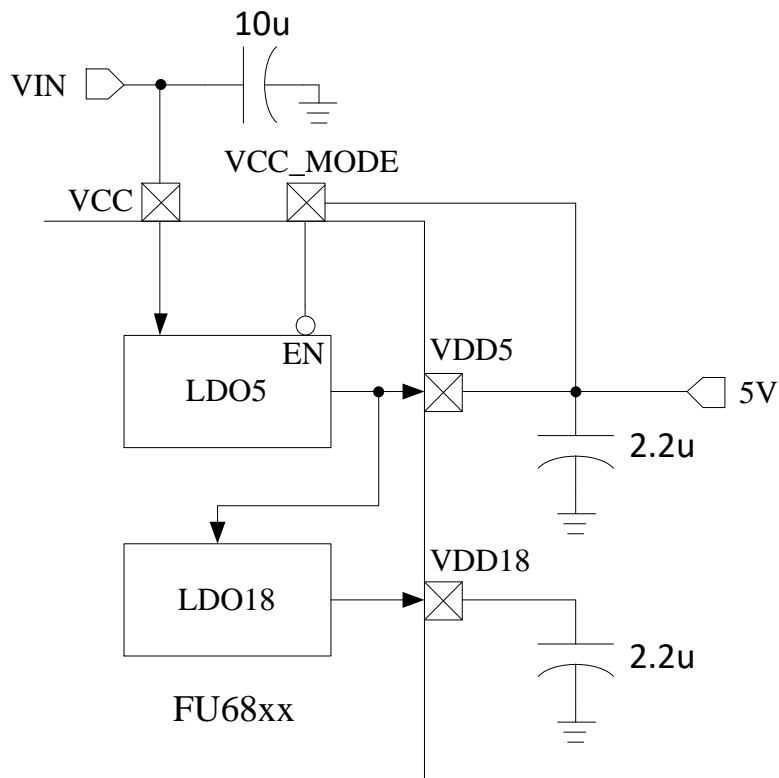 10u
VIN
VCC_MODE
VCC
EN
LDO5
VDD5
5V
2.2u
VDD18
LDO18
2.2u
FU68xx